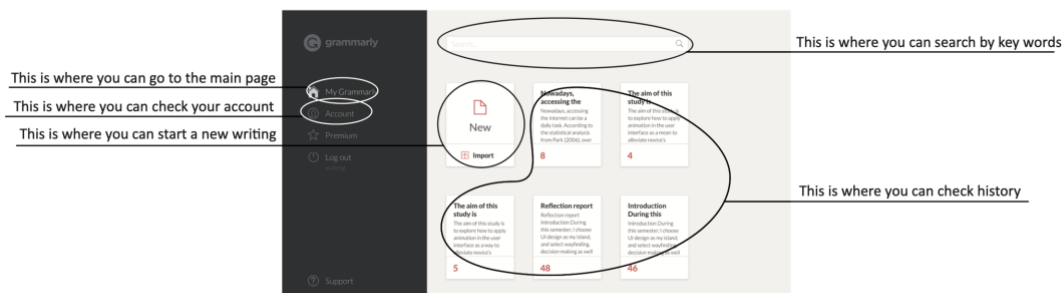 grammarly
Search...
This is where you can search by key words
This is where you can go to the main page
My Grammarly
This is where you can check your account
Account
This is where you can start a new writing
Premium
Log out
Support
New
Import
Nowadays,
accessing the
Nowadays, accessing
the internet can be a
daily task. According to
the statistical analysis
from Park (2006), over
8
The aim of this
study is
The aim of this study is
to explore how to apply
animation in the user
interface as a mean to
alleviate novice's
4
This is where you can check history
The aim of this
study is
The aim of this study is
to explore how to apply
animation in the user
interface as a way to
alleviate novice's
5
Reflection report
Reflection report
Introduction During
this semester, I choose
UI design as my island,
and select wayfinding,
decision making as well
48
Introduction
During this
Introduction During
this semester, I choose
UI design as my island,
and select wayfinding,
decision making as well
46